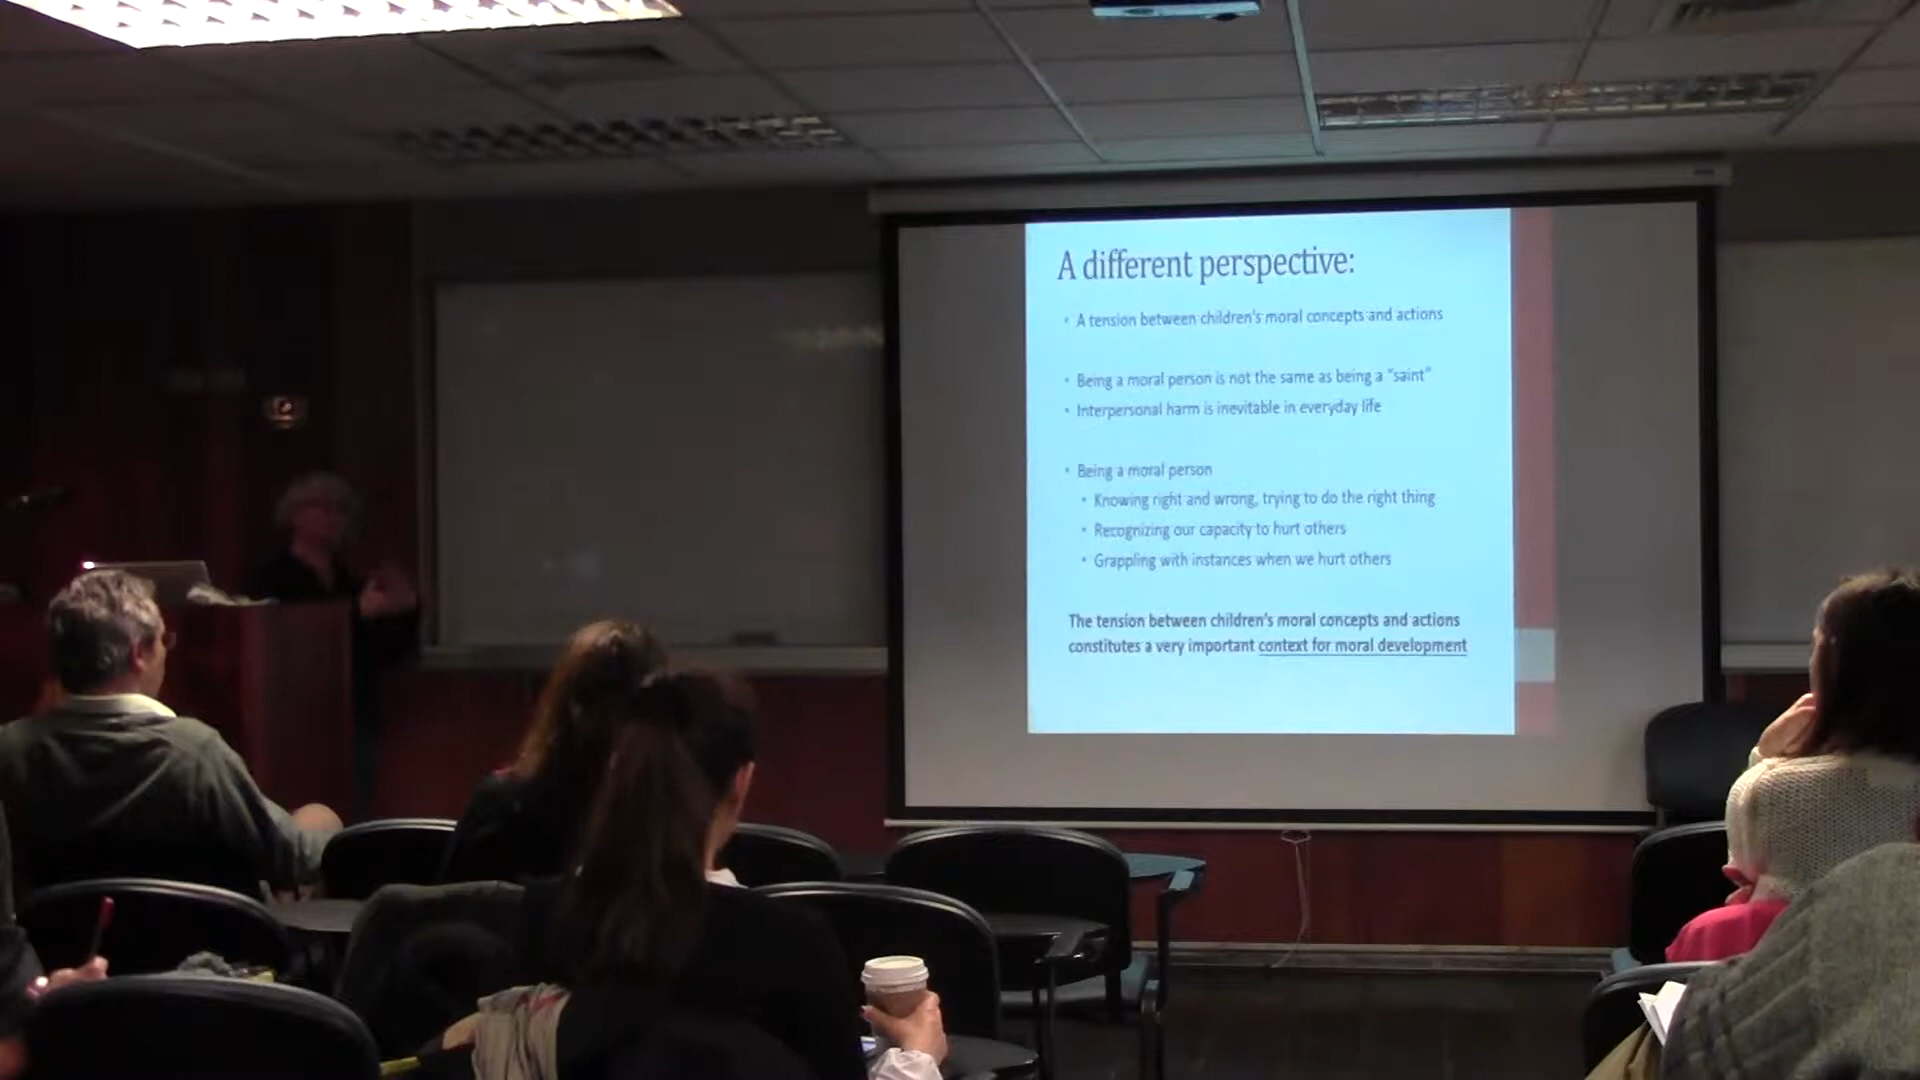 A different perspective:
• A tension between children's moral concepts and actions
• Being a moral person is not the same as being a "saint"
• Interpersonal harm is inevitable in everyday life
• Being a moral person
• Knowing right and wrong, trying to do the right thing
• Recognizing our capacity to hurt others
• Grappling with instances when we hurt others
The tension between children's moral concepts and actions
constitutes a very important context for moral development